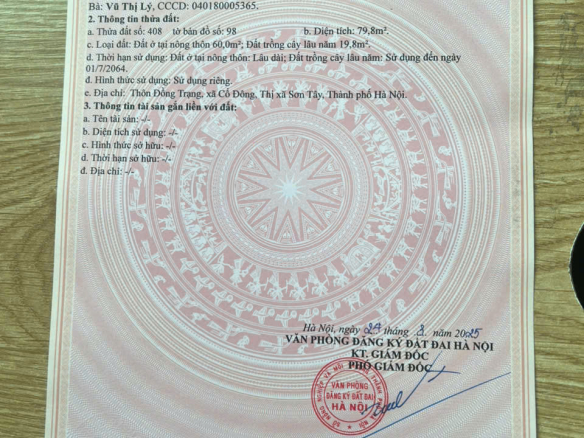 Bà: Vũ Thị Lý, CCCD: 040180005365.
2. Thông tin thửa đất:
a. Thửa đất số: 408 tờ bản đồ số: 98 b. Diện tích: 79,8m².
c. Loại đất: Đất ở tại nông thôn 60,0m²; Đất trồng cây lâu năm 19,8m².
d. Thời hạn sử dụng: Đất ở tại nông thôn: Lâu dài; Đất trồng cây lâu năm: Sử dụng đến ngày
01/7/2064.
đ. Hình thức sử dụng: Sử dụng riêng.
e. Địa chỉ: Thôn Đồng Trạng, xã Cổ Đông, Thị xã Sơn Tây, Thành phố Hà Nội.
3. Thông tin tài sản gắn liền với đất:
a. Tên tài sản: -/-
b. Diện tích sử dụng: -/-
c. Hình thức sở hữu: -/-
d. Thời hạn sở hữu: -/-
đ. Địa chỉ: -/-
Hà Nội, ngày tháng 8 năm 2025
VĂN PHÒNG ĐĂNG KÝ ĐẤT ĐAI HÀ NỘI
KT. GIÁM ĐỐC
PHÓ GIÁM ĐỐC
VĂN PHÒNG
ĐĂNG KÝ ĐẤT ĐAI
HÀ NỘI